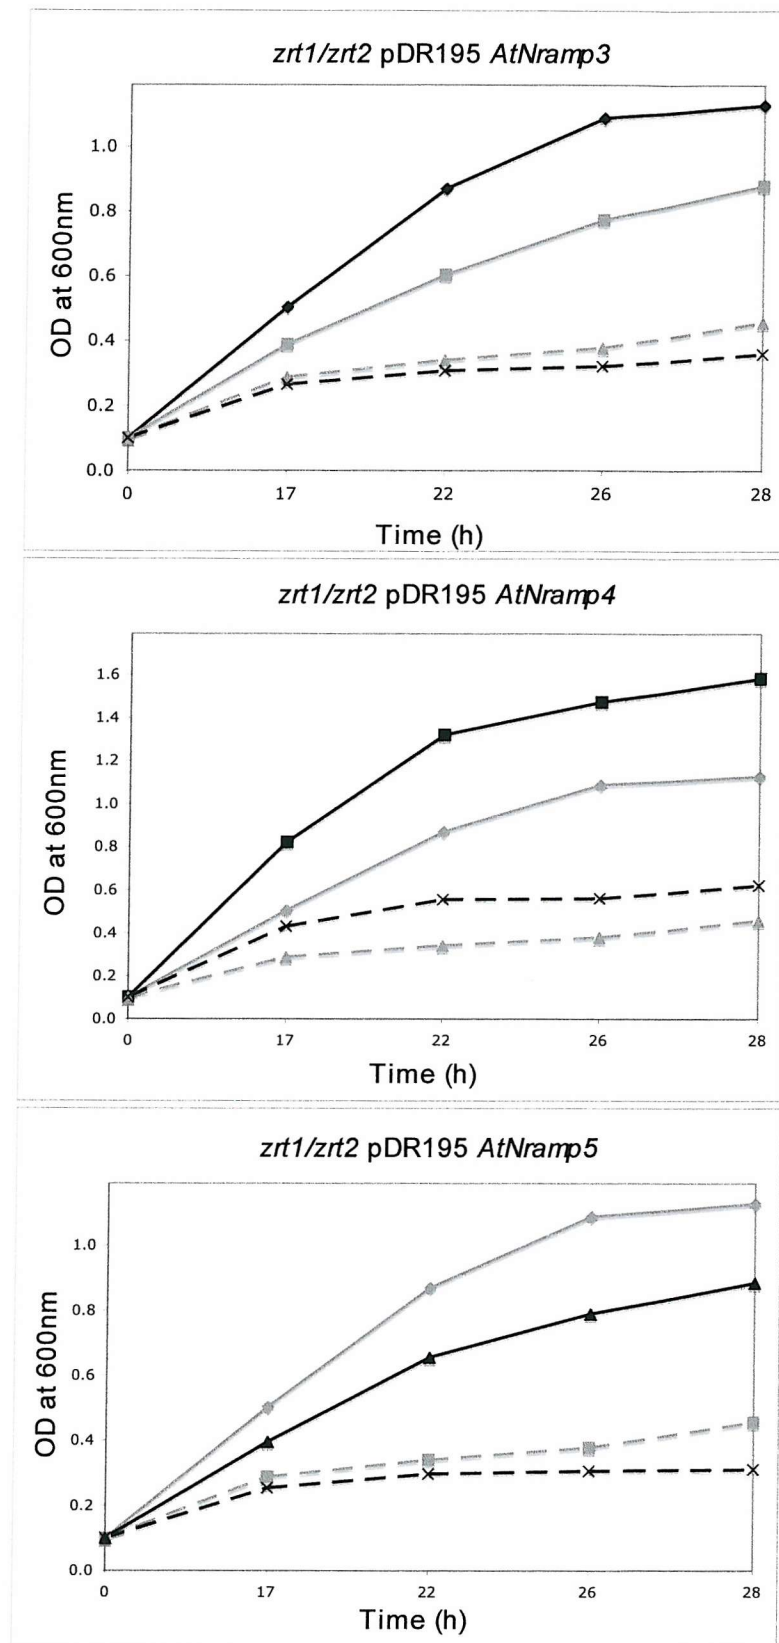 zrt1/zrt2 pDR195 AtNramp3
OD at 600nm
1.0
0.8
0.6
0.4
0.2
0.0
0 17 22 26 28
Time (h)
zrt1/zrt2 pDR195 AtNramp4
OD at 600nm
1.6
1.4
1.2
1.0
0.8
0.6
0.4
0.2
0.0
0 17 22 26 28
Time (h)
zrt1/zrt2 pDR195 AtNramp5
OD at 600nm
1.0
0.8
0.6
0.4
0.2
0.0
0 17 22 26 28
Time (h)